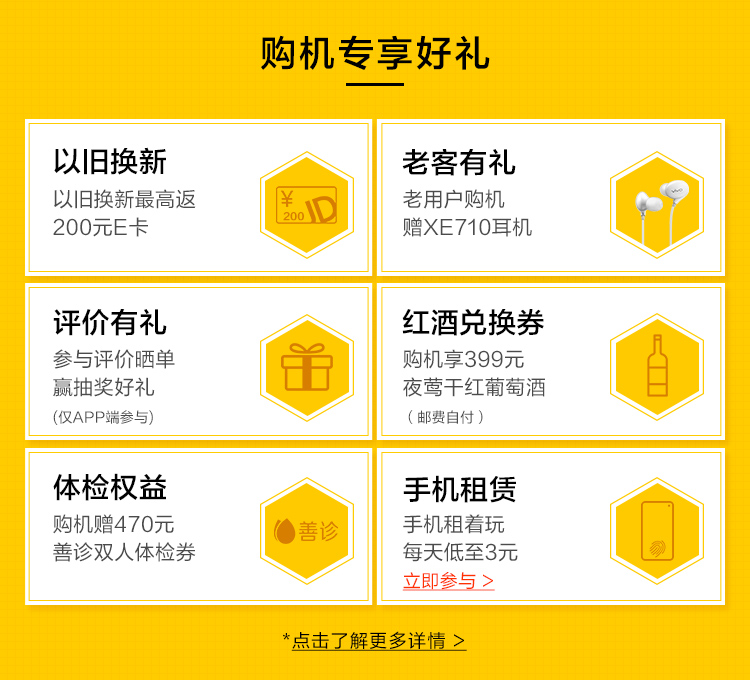 购机专享好礼
以旧换新
以旧换新最高返
200元E卡
¥
200
ID
老客有礼
老用户购机
赠XE710耳机
评价有礼
参与评价晒单
赢抽奖好礼
(仅APP端参与)
红酒兑换券
购机享399元
夜莺干红葡萄酒
（邮费自付）
体检权益
购机赠470元
善诊双人体检券
善诊
手机租赁
手机租着玩
每天低至3元
立即参与 >
*点击了解更多详情 >